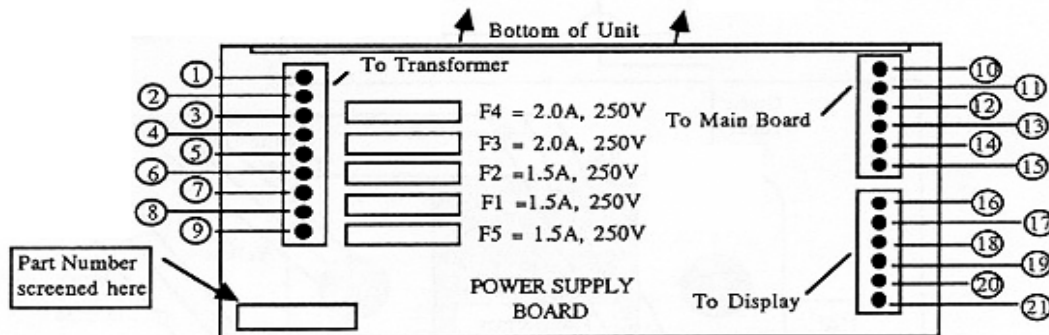 Bottom of Unit
To Transformer
1
2
3
4
5
6
7
8
9
F4 = 2.0A, 250V
F3 = 2.0A, 250V
F2 =1.5A, 250V
F1 =1.5A, 250V
F5 = 1.5A, 250V
To Main Board
10
11
12
13
14
15
16
17
18
19
20
21
To Display
Part Number
screened here
POWER SUPPLY
BOARD